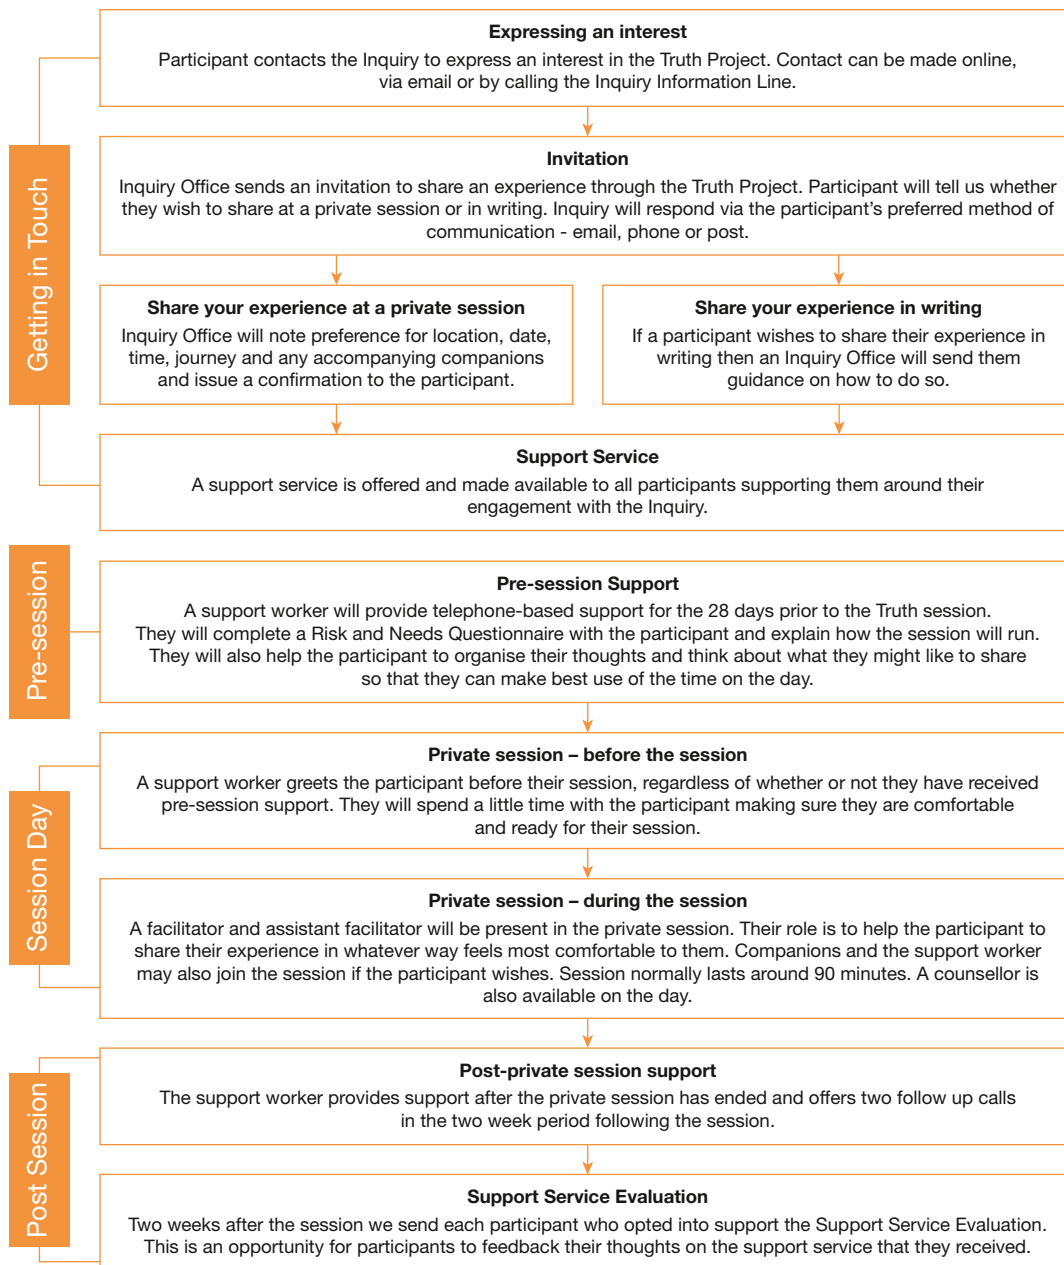 Getting in Touch
Expressing an interest
Participant contacts the Inquiry to express an interest in the Truth Project. Contact can be made online,
via email or by calling the Inquiry Information Line.
Invitation
Inquiry Office sends an invitation to share an experience through the Truth Project. Participant will tell us whether
they wish to share at a private session or in writing. Inquiry will respond via the participant’s preferred method of
communication - email, phone or post.
Share your experience at a private session
Inquiry Office will note preference for location, date,
time, journey and any accompanying companions
and issue a confirmation to the participant.
Share your experience in writing
If a participant wishes to share their experience in
writing then an Inquiry Office will send them
guidance on how to do so.
Support Service
A support service is offered and made available to all participants supporting them around their
engagement with the Inquiry.
Pre-session
Pre-session Support
A support worker will provide telephone-based support for the 28 days prior to the Truth session.
They will complete a Risk and Needs Questionnaire with the participant and explain how the session will run.
They will also help the participant to organise their thoughts and think about what they might like to share
so that they can make best use of the time on the day.
Session Day
Private session – before the session
A support worker greets the participant before their session, regardless of whether or not they have received
pre-session support. They will spend a little time with the participant making sure they are comfortable
and ready for their session.
Private session – during the session
A facilitator and assistant facilitator will be present in the private session. Their role is to help the participant to
share their experience in whatever way feels most comfortable to them. Companions and the support worker
may also join the session if the participant wishes. Session normally lasts around 90 minutes. A counsellor is
also available on the day.
Post Session
Post-private session support
The support worker provides support after the private session has ended and offers two follow up calls
in the two week period following the session.
Support Service Evaluation
Two weeks after the session we send each participant who opted into support the Support Service Evaluation.
This is an opportunity for participants to feedback their thoughts on the support service that they received.